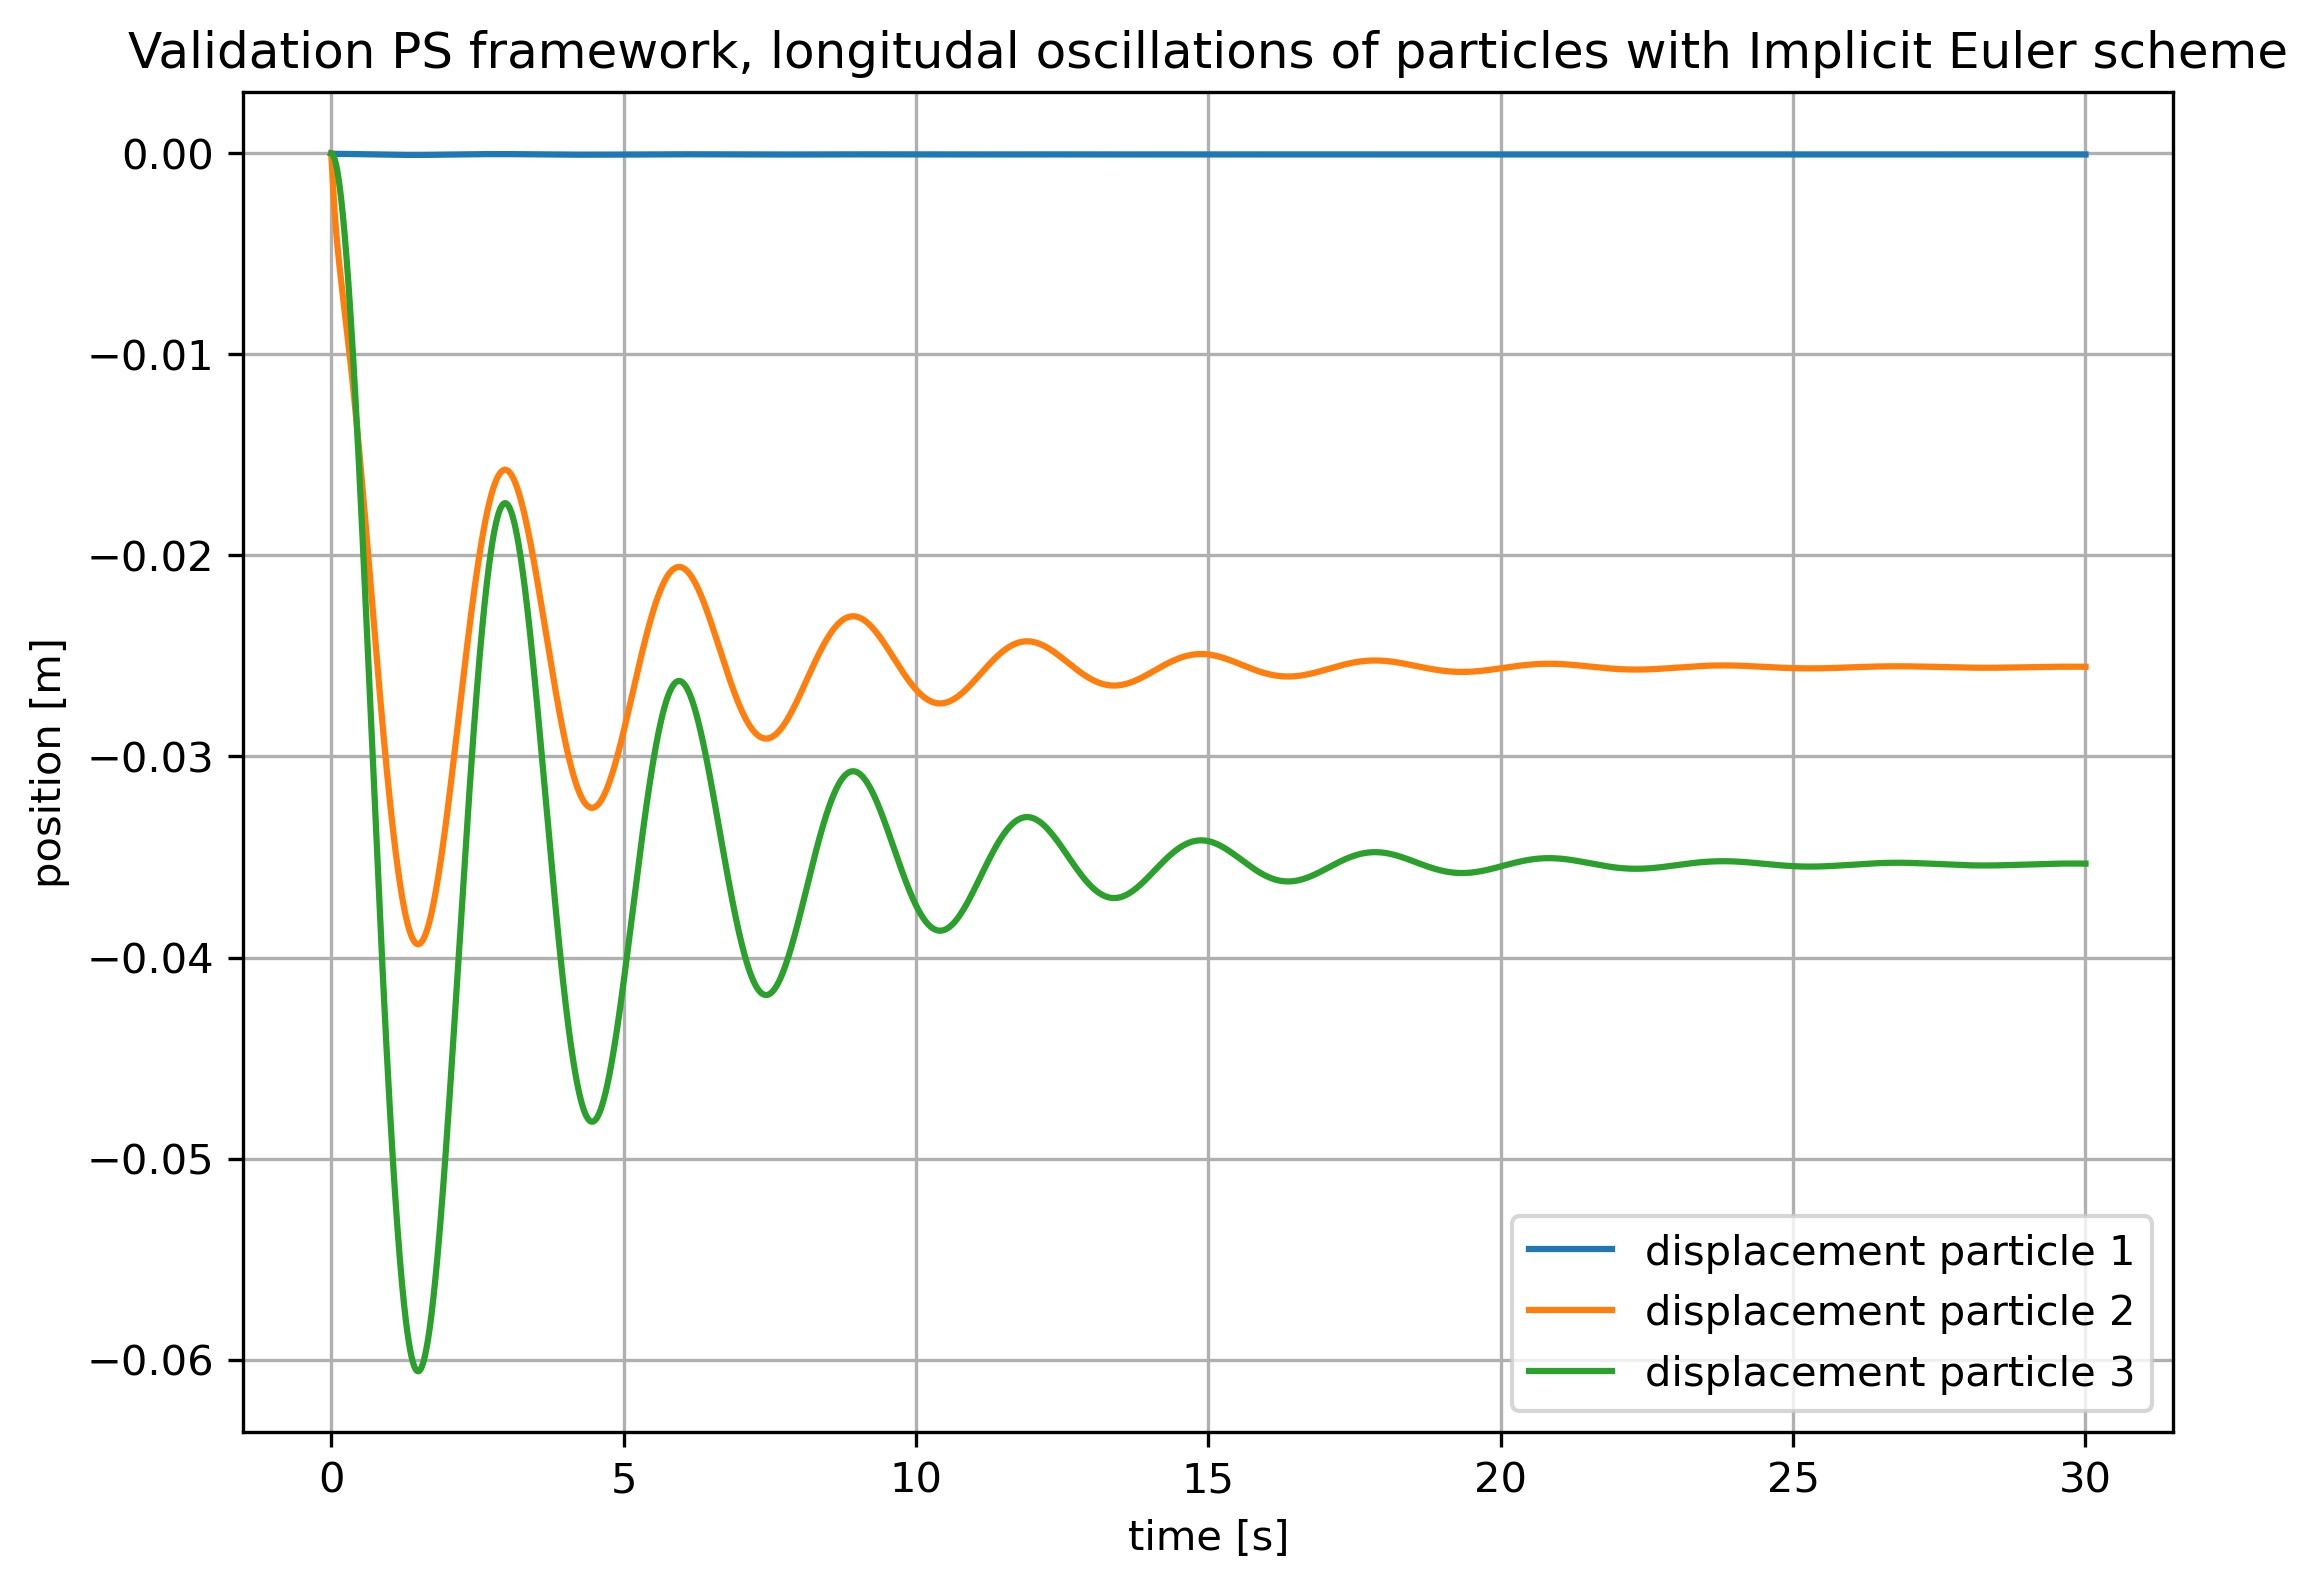 Validation PS framework, longitudal oscillations of particles with Implicit Euler scheme
position [m]
0.00
−0.01
−0.02
−0.03
−0.04
−0.05
−0.06
displacement particle 1
displacement particle 2
displacement particle 3
0 5 10 15 20 25 30
time [s]